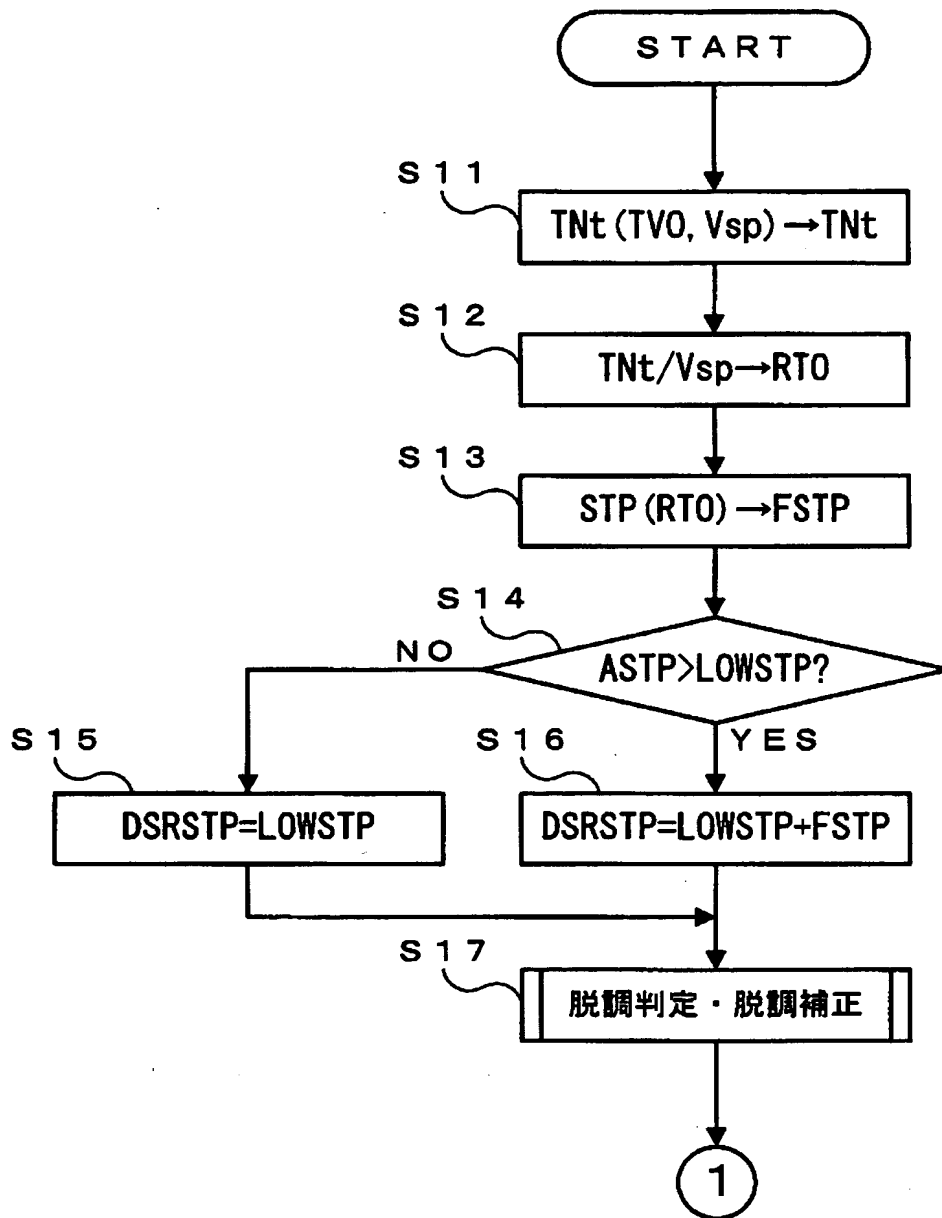 START
S11
TNt(TVO,Vsp)→TNt
S12
TNt/Vsp→RTO
S13
STP(RTO)→FSTP
S14
ASTP>LOWSTP?
NO
YES
S15
DSRSTP=LOWSTP
S16
DSRSTP=LOWSTP+FSTP
S17
脱調判定・脱調補正
1